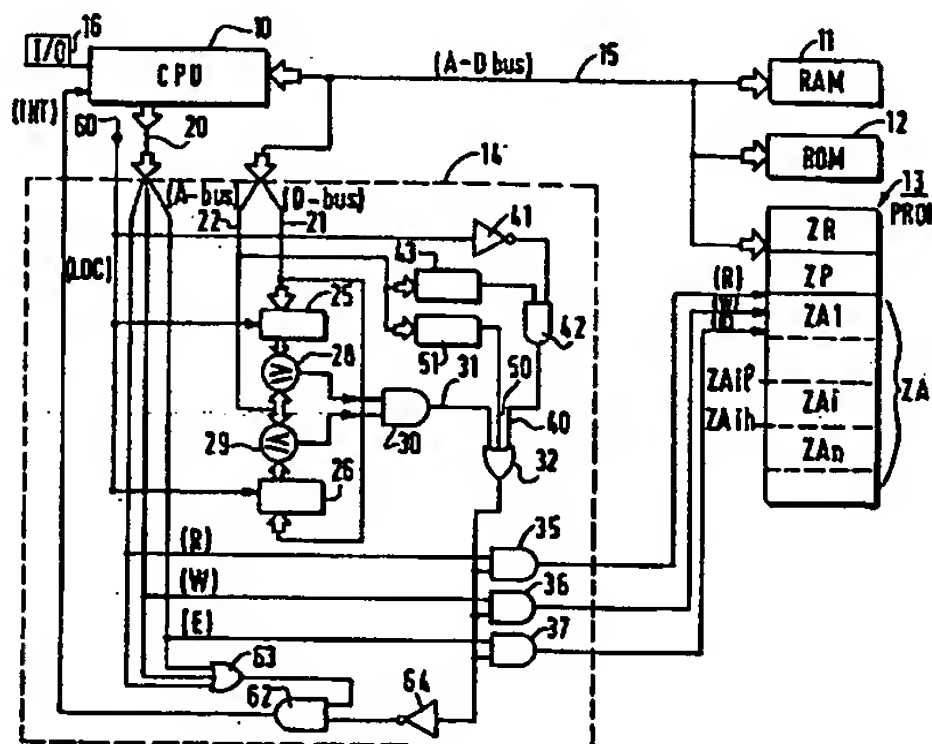 16
10
I/O
CPU
(A-D bus)
15
11
RAM
(INT)
60
20
12
ROM
14
13
PROM
(A-bus)
(D-bus)
22
21
41
43
ZR
(LOC)
25
51
42
(R)
(W)
(E)
ZP
ZA1
28
50
31
ZAiℓ
ZAi
ZA
29
30
40
ZAih
ZAn
26
32
35
(R)
36
(W)
37
(E)
63
62
64